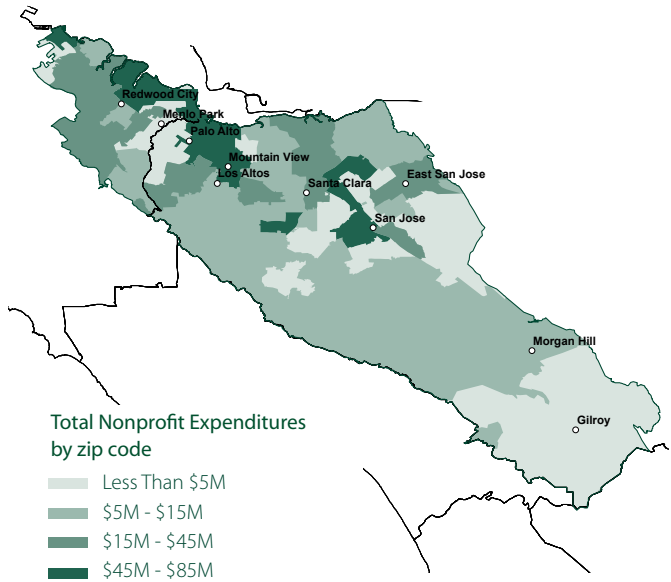 Redwood City
Menlo Park
Palo Alto
Mountain View
Los Altos
Santa Clara
East San Jose
San Jose
Morgan Hill
Gilroy
Total Nonprofit Expenditures
by zip code
Less Than $5M
$5M - $15M
$15M - $45M
$45M - $85M